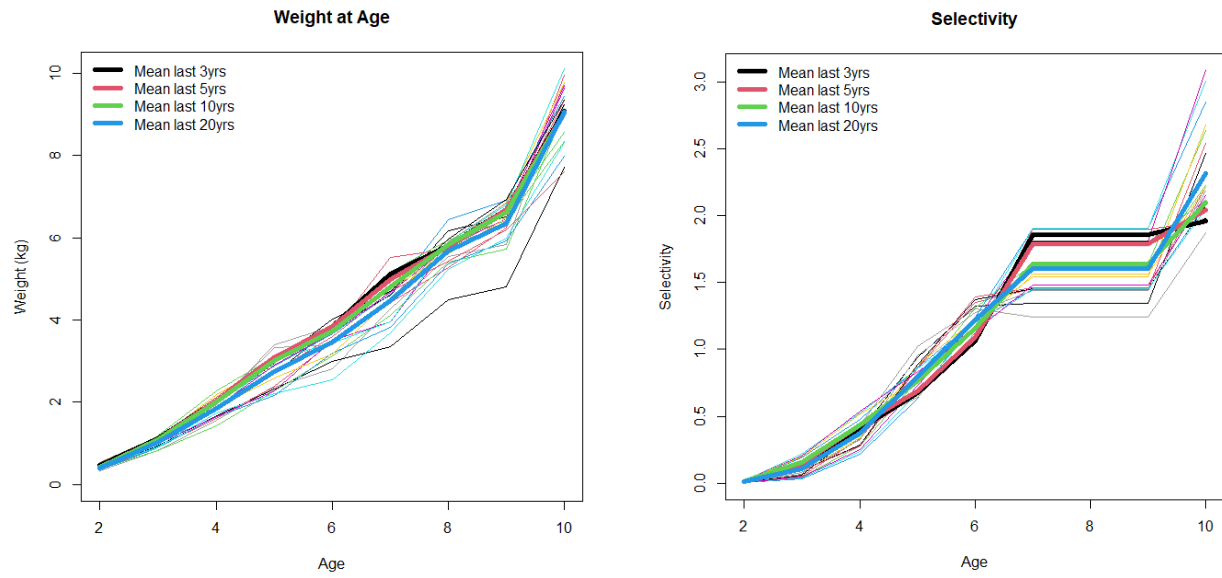 Weight at Age
Weight (kg)
0
2
4
6
8
10
Mean last 3yrs
Mean last 5yrs
Mean last 10yrs
Mean last 20yrs
2
4
6
8
10
Age
Selectivity
Selectivity
0.0
0.5
1.0
1.5
2.0
2.5
3.0
Mean last 3yrs
Mean last 5yrs
Mean last 10yrs
Mean last 20yrs
2
4
6
8
10
Age